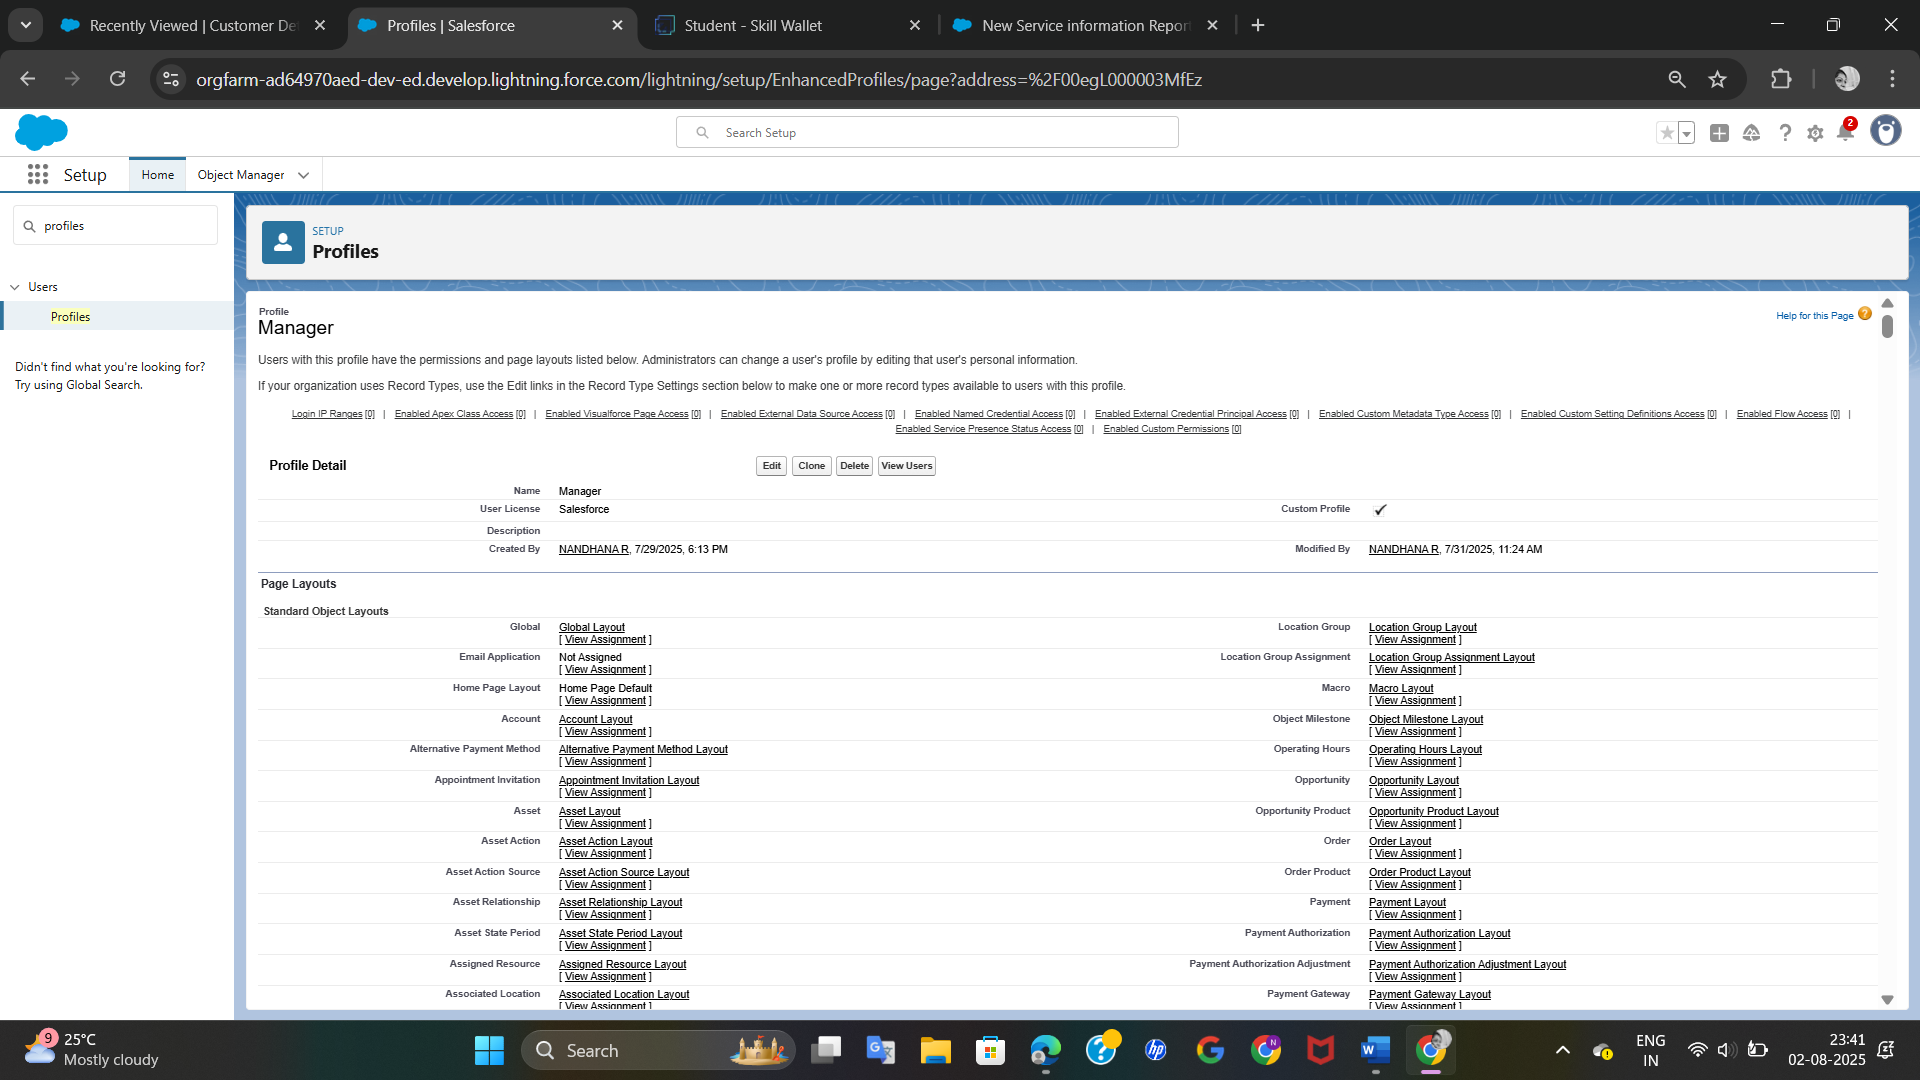 Recently Viewed | Customer De
Profiles | Salesforce
Student - Skill Wallet
New Service information Report
orgfarm-ad64970aed-dev-ed.develop.lightning.force.com/lightning/setup/EnhancedProfiles/page?address=%2F00egL000003MfEz
Search Setup
2
Setup
Home
Object Manager
profiles
Users
Profiles
Didn't find what you're looking for?
Try using Global Search.
SETUP
Profiles
Profile
Manager
Help for this Page
Users with this profile have the permissions and page layouts listed below. Administrators can change a user's profile by editing that user's personal information.
If your organization uses Record Types, use the Edit links in the Record Type Settings section below to make one or more record types available to users with this profile.
Login IP Ranges [0] | Enabled Apex Class Access [0] | Enabled Visualforce Page Access [0] | Enabled External Data Source Access [0] | Enabled Named Credential Access [0] | Enabled External Credential Principal Access [0] | Enabled Custom Metadata Type Access [0] | Enabled Custom Setting Definitions Access [0] | Enabled Flow Access [0] |
Enabled Service Presence Status Access [0] | Enabled Custom Permissions [0]
Profile Detail Edit Clone Delete View Users
Name Manager
User License Salesforce Custom Profile ✓
Description
Created By NANDHANA R, 7/29/2025, 6:13 PM Modified By NANDHANA R, 7/31/2025, 11:24 AM
Page Layouts
Standard Object Layouts
Global Global Layout Location Group Location Group Layout
[ View Assignment ] [ View Assignment ]
Email Application Not Assigned Location Group Assignment Location Group Assignment Layout
[ View Assignment ] [ View Assignment ]
Home Page Layout Home Page Default Macro Macro Layout
[ View Assignment ] [ View Assignment ]
Account Account Layout Object Milestone Object Milestone Layout
[ View Assignment ] [ View Assignment ]
Alternative Payment Method Alternative Payment Method Layout Operating Hours Operating Hours Layout
[ View Assignment ] [ View Assignment ]
Appointment Invitation Appointment Invitation Layout Opportunity Opportunity Layout
[ View Assignment ] [ View Assignment ]
Asset Asset Layout Opportunity Product Opportunity Product Layout
[ View Assignment ] [ View Assignment ]
Asset Action Asset Action Layout Order Order Layout
[ View Assignment ] [ View Assignment ]
Asset Action Source Asset Action Source Layout Order Product Order Product Layout
[ View Assignment ] [ View Assignment ]
Asset Relationship Asset Relationship Layout Payment Payment Layout
[ View Assignment ] [ View Assignment ]
Asset State Period Asset State Period Layout Payment Authorization Payment Authorization Layout
[ View Assignment ] [ View Assignment ]
Assigned Resource Assigned Resource Layout Payment Authorization Adjustment Payment Authorization Adjustment Layout
[ View Assignment ] [ View Assignment ]
Associated Location Associated Location Layout Payment Gateway Payment Gateway Layout
[ View Assignment ] [ View Assignment ]
9
25°C
Mostly cloudy
Search
ENG
IN
23:41
02-08-2025